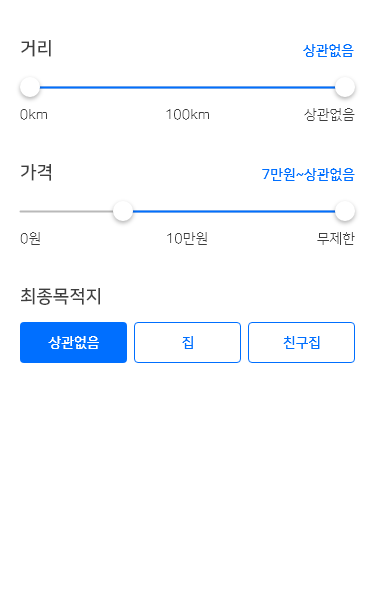 거리 상관없음
0km 100km 상관없음
가격 7만원~상관없음
0원 10만원 무제한
최종목적지
상관없음 집 친구집